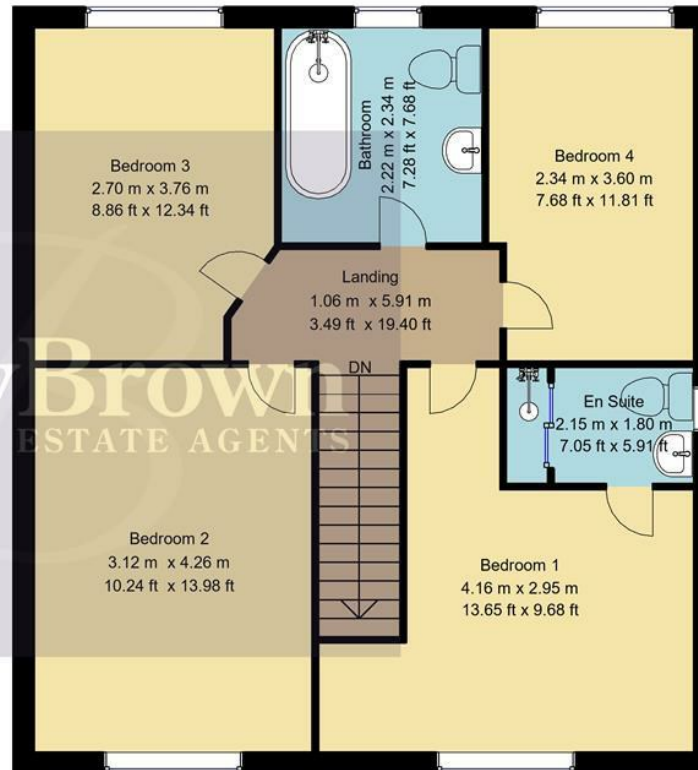 Bedroom 3
2.70 m x 3.76 m
8.86 ft x 12.34 ft
Bathroom
2.22 m x 2.34 m
7.28 ft x 7.68 ft
Bedroom 4
2.34 m x 3.60 m
7.68 ft x 11.81 ft
Landing
1.06 m x 5.91 m
3.49 ft x 19.40 ft
DN
yBrown
ESTATE AGENTS
En Suite
2.15 m x 1.80 m
7.05 ft x 5.91 ft
Bedroom 2
3.12 m x 4.26 m
10.24 ft x 13.98 ft
Bedroom 1
4.16 m x 2.95 m
13.65 ft x 9.68 ft